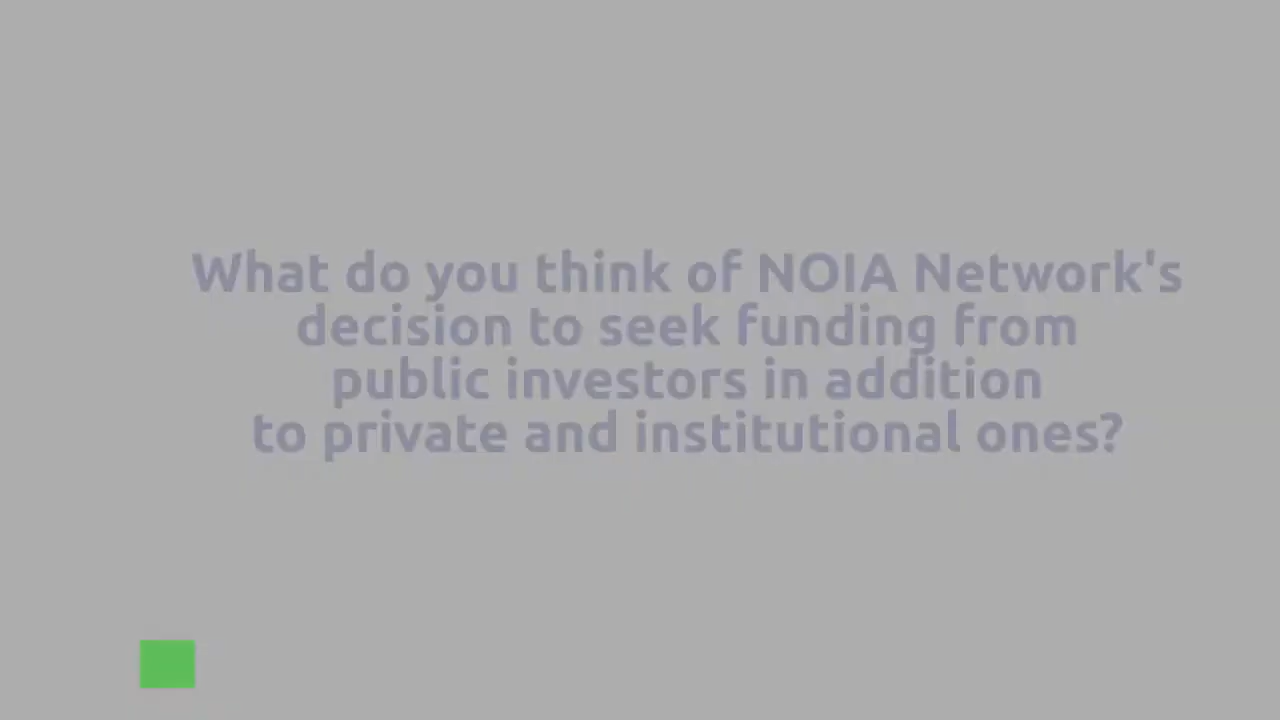 What do you think of NOIA Network's
decision to seek funding from
public investors in addition
to private and institutional ones?